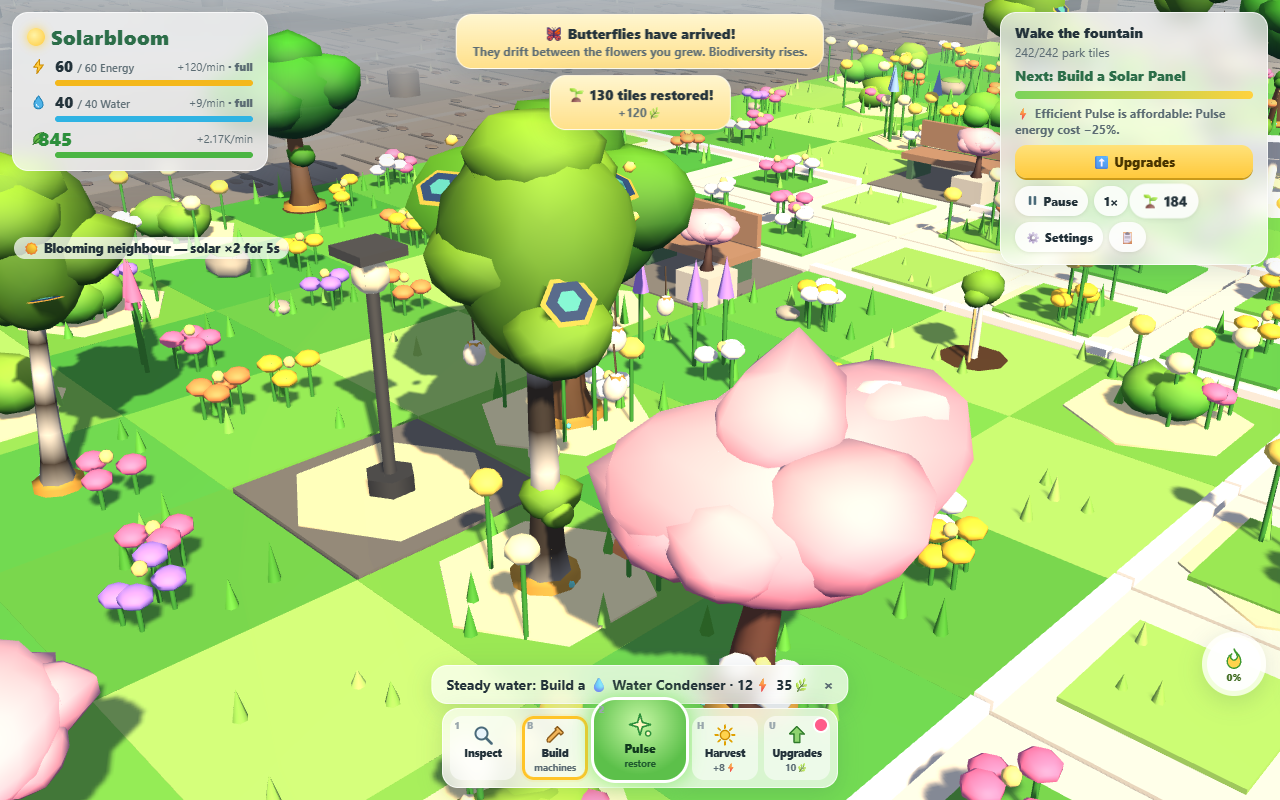 Solarbloom
60 / 60 Energy +120/min · full
40 / 40 Water +9/min · full
845 +2.17K/min
Blooming neighbour — solar ×2 for 5s
Butterflies have arrived!
They drift between the flowers you grew. Biodiversity rises.
130 tiles restored!
+120
Wake the fountain
242/242 park tiles
Next: Build a Solar Panel
Efficient Pulse is affordable: Pulse
energy cost −25%.
Upgrades
Pause 1× 184
Settings
0%
Steady water: Build a Water Condenser · 12 35 ×
1 Inspect
B Build
machines
Pulse
restore
H Harvest
+8
U Upgrades
10